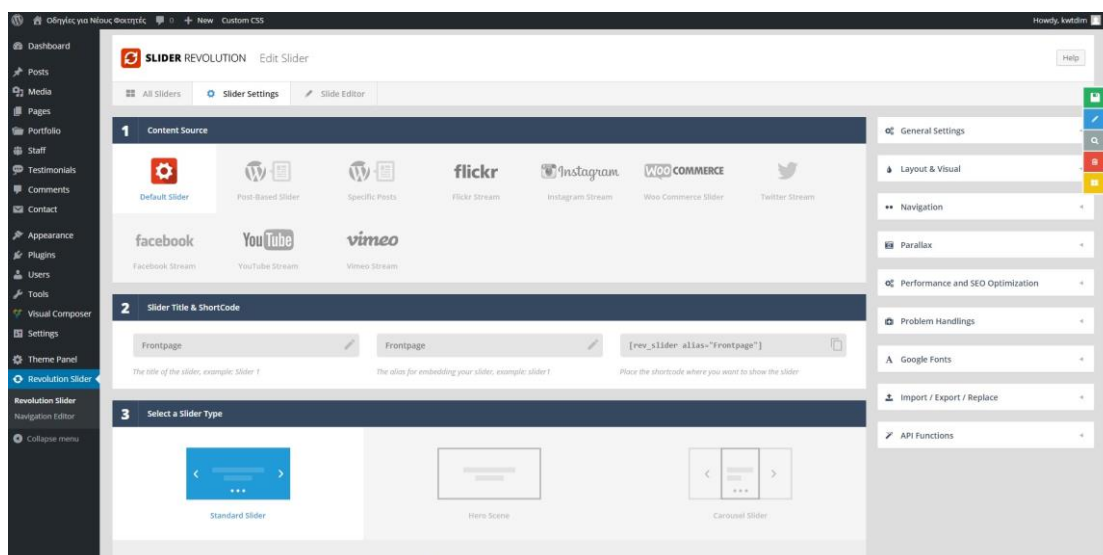 Οδηγίες για Νέους Φοιτητές 0 + New Custom CSS Howdy, kwtdim
Dashboard
Posts
Media
Pages
Portfolio
Staff
Testimonials
Comments
Contact
Appearance
Plugins
Users
Tools
Visual Composer
Settings
Theme Panel
Revolution Slider
Revolution Slider
Navigation Editor
Collapse menu
SLIDER REVOLUTION Edit Slider
Help
All Sliders Slider Settings Slide Editor
1 Content Source
flickr Instagram WOO COMMERCE
Default Slider Post-Based Slider Specific Posts Flickr Stream Instagram Stream Woo Commerce Slider Twitter Stream
facebook YouTube vimeo
Facebook Stream YouTube Stream Vimeo Stream
2 Slider Title & ShortCode
Frontpage Frontpage [rev_slider alias="Frontpage"]
The title of the slider, example: Slider 1 The alias for embedding your slider, example: slider1 Place the shortcode where you want to show the slider
3 Select a Slider Type
Standard Slider Hero Scene Carousel Slider
General Settings
Layout & Visual
Navigation
Parallax
Performance and SEO Optimization
Problem Handlings
Google Fonts
Import / Export / Replace
API Functions